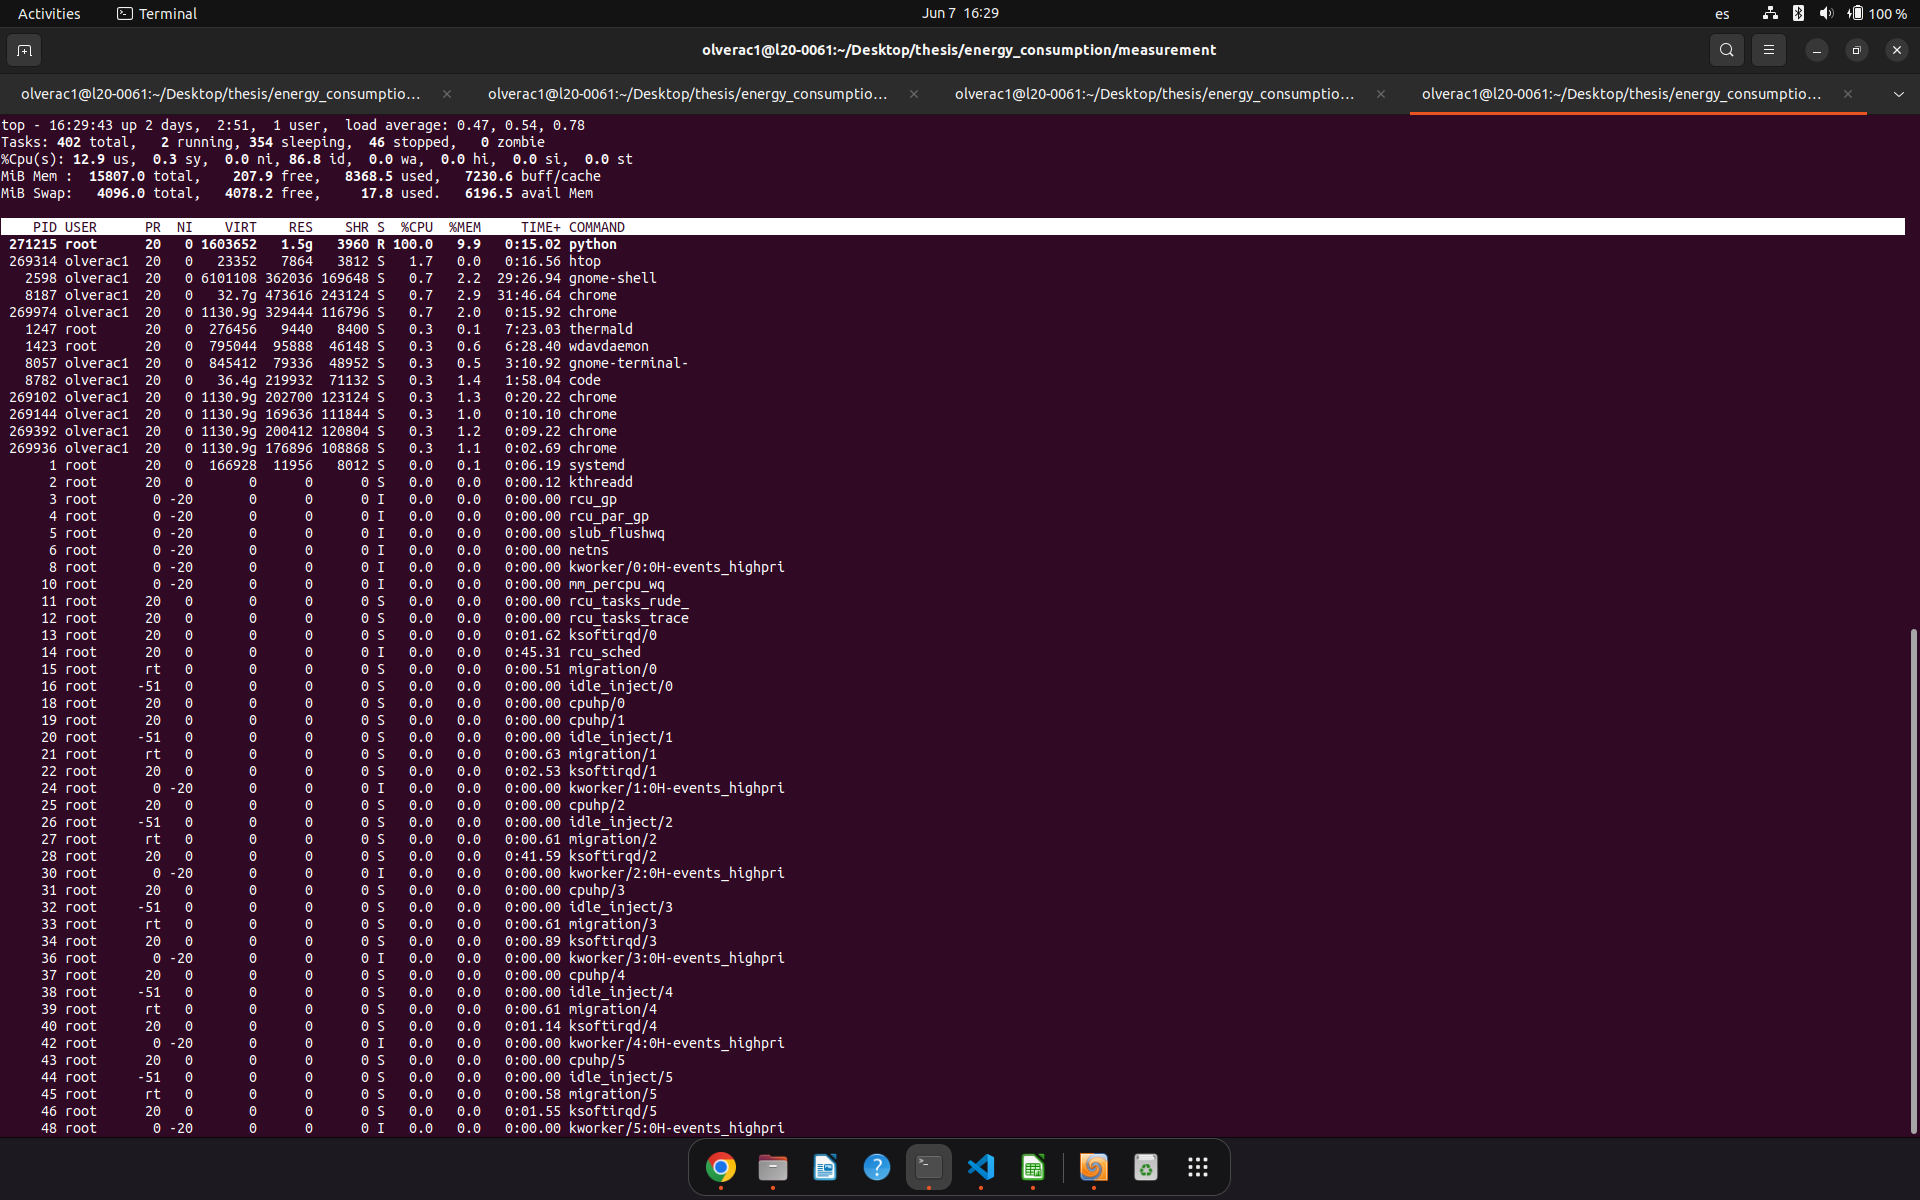 Activities Terminal Jun 7 16:29 es 100 %
olverac1@l20-0061:~/Desktop/thesis/energy_consumption/measurement
olverac1@l20-0061:~/Desktop/thesis/energy_consumptio... olverac1@l20-0061:~/Desktop/thesis/energy_consumptio... olverac1@l20-0061:~/Desktop/thesis/energy_consumptio... olverac1@l20-0061:~/Desktop/thesis/energy_consumptio...
top - 16:29:43 up 2 days,  2:51,  1 user,  load average: 0.47, 0.54, 0.78
Tasks: 402 total,   2 running, 354 sleeping,  46 stopped,   0 zombie
%Cpu(s): 12.9 us,  0.3 sy,  0.0 ni, 86.8 id,  0.0 wa,  0.0 hi,  0.0 si,  0.0 st
MiB Mem :  15807.0 total,    207.9 free,   8368.5 used,   7230.6 buff/cache
MiB Swap:   4096.0 total,   4078.2 free,     17.8 used.   6196.5 avail Mem
PID USER PR NI VIRT RES SHR S %CPU %MEM TIME+ COMMAND
271215 root 20 0 1603652 1.5g 3960 R 100.0 9.9 0:15.02 python
269314 olverac1 20 0 23352 7864 3812 S 1.7 0.0 0:16.56 htop
2598 olverac1 20 0 6101108 362036 169648 S 0.7 2.2 29:26.94 gnome-shell
8187 olverac1 20 0 32.7g 473616 243124 S 0.7 2.9 31:46.64 chrome
269974 olverac1 20 0 1130.9g 329444 116796 S 0.7 2.0 0:15.92 chrome
1247 root 20 0 276456 9440 8400 S 0.3 0.1 7:23.03 thermald
1423 root 20 0 795044 95888 46148 S 0.3 0.6 6:28.40 wdavdaemon
8057 olverac1 20 0 845412 79336 48952 S 0.3 0.5 3:10.92 gnome-terminal-
8782 olverac1 20 0 36.4g 219932 71132 S 0.3 1.4 1:58.04 code
269102 olverac1 20 0 1130.9g 202700 123124 S 0.3 1.3 0:20.22 chrome
269144 olverac1 20 0 1130.9g 169636 111844 S 0.3 1.0 0:10.10 chrome
269392 olverac1 20 0 1130.9g 200412 120804 S 0.3 1.2 0:09.22 chrome
269936 olverac1 20 0 1130.9g 176896 108868 S 0.3 1.1 0:02.69 chrome
1 root 20 0 166928 11956 8012 S 0.0 0.1 0:06.19 systemd
2 root 20 0 0 0 0 S 0.0 0.0 0:00.12 kthreadd
3 root 0 -20 0 0 0 I 0.0 0.0 0:00.00 rcu_gp
4 root 0 -20 0 0 0 I 0.0 0.0 0:00.00 rcu_par_gp
5 root 0 -20 0 0 0 I 0.0 0.0 0:00.00 slub_flushwq
6 root 0 -20 0 0 0 I 0.0 0.0 0:00.00 netns
8 root 0 -20 0 0 0 I 0.0 0.0 0:00.00 kworker/0:0H-events_highpri
10 root 0 -20 0 0 0 I 0.0 0.0 0:00.00 mm_percpu_wq
11 root 20 0 0 0 0 S 0.0 0.0 0:00.00 rcu_tasks_rude_
12 root 20 0 0 0 0 S 0.0 0.0 0:00.00 rcu_tasks_trace
13 root 20 0 0 0 0 S 0.0 0.0 0:01.62 ksoftirqd/0
14 root 20 0 0 0 0 I 0.0 0.0 0:45.31 rcu_sched
15 root rt 0 0 0 0 S 0.0 0.0 0:00.51 migration/0
16 root -51 0 0 0 0 S 0.0 0.0 0:00.00 idle_inject/0
18 root 20 0 0 0 0 S 0.0 0.0 0:00.00 cpuhp/0
19 root 20 0 0 0 0 S 0.0 0.0 0:00.00 cpuhp/1
20 root -51 0 0 0 0 S 0.0 0.0 0:00.00 idle_inject/1
21 root rt 0 0 0 0 S 0.0 0.0 0:00.63 migration/1
22 root 20 0 0 0 0 S 0.0 0.0 0:02.53 ksoftirqd/1
24 root 0 -20 0 0 0 I 0.0 0.0 0:00.00 kworker/1:0H-events_highpri
25 root 20 0 0 0 0 S 0.0 0.0 0:00.00 cpuhp/2
26 root -51 0 0 0 0 S 0.0 0.0 0:00.00 idle_inject/2
27 root rt 0 0 0 0 S 0.0 0.0 0:00.61 migration/2
28 root 20 0 0 0 0 S 0.0 0.0 0:41.59 ksoftirqd/2
30 root 0 -20 0 0 0 I 0.0 0.0 0:00.00 kworker/2:0H-events_highpri
31 root 20 0 0 0 0 S 0.0 0.0 0:00.00 cpuhp/3
32 root -51 0 0 0 0 S 0.0 0.0 0:00.00 idle_inject/3
33 root rt 0 0 0 0 S 0.0 0.0 0:00.61 migration/3
34 root 20 0 0 0 0 S 0.0 0.0 0:00.89 ksoftirqd/3
36 root 0 -20 0 0 0 I 0.0 0.0 0:00.00 kworker/3:0H-events_highpri
37 root 20 0 0 0 0 S 0.0 0.0 0:00.00 cpuhp/4
38 root -51 0 0 0 0 S 0.0 0.0 0:00.00 idle_inject/4
39 root rt 0 0 0 0 S 0.0 0.0 0:00.61 migration/4
40 root 20 0 0 0 0 S 0.0 0.0 0:01.14 ksoftirqd/4
42 root 0 -20 0 0 0 I 0.0 0.0 0:00.00 kworker/4:0H-events_highpri
43 root 20 0 0 0 0 S 0.0 0.0 0:00.00 cpuhp/5
44 root -51 0 0 0 0 S 0.0 0.0 0:00.00 idle_inject/5
45 root rt 0 0 0 0 S 0.0 0.0 0:00.58 migration/5
46 root 20 0 0 0 0 S 0.0 0.0 0:01.55 ksoftirqd/5
48 root 0 -20 0 0 0 I 0.0 0.0 0:00.00 kworker/5:0H-events_highpri